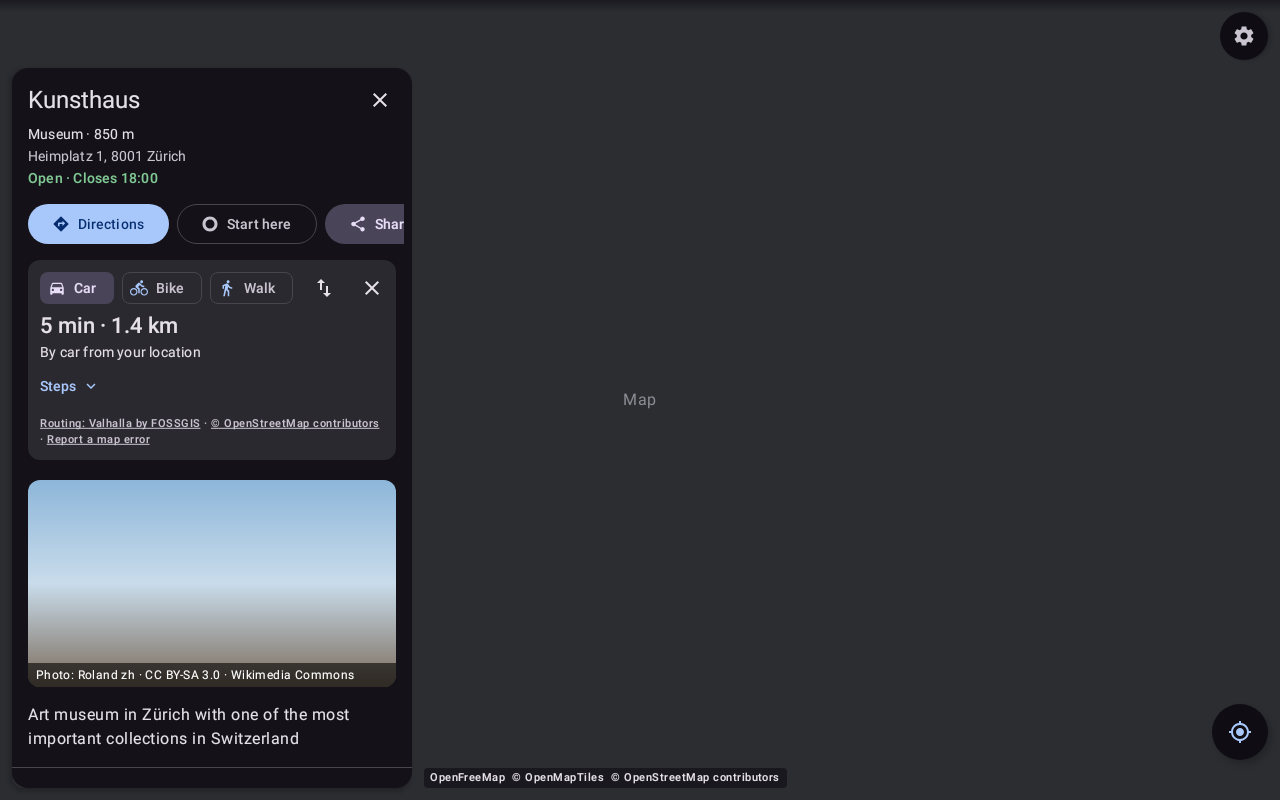 Kunsthaus
Museum · 850 m
Heimplatz 1, 8001 Zürich
Open · Closes 18:00
Directions
Start here
Shar
Car
Bike
Walk
5 min · 1.4 km
By car from your location
Steps
Routing: Valhalla by FOSSGIS · © OpenStreetMap contributors
· Report a map error
Photo: Roland zh · CC BY-SA 3.0 · Wikimedia Commons
Art museum in Zürich with one of the most
important collections in Switzerland
Map
OpenFreeMap © OpenMapTiles © OpenStreetMap contributors